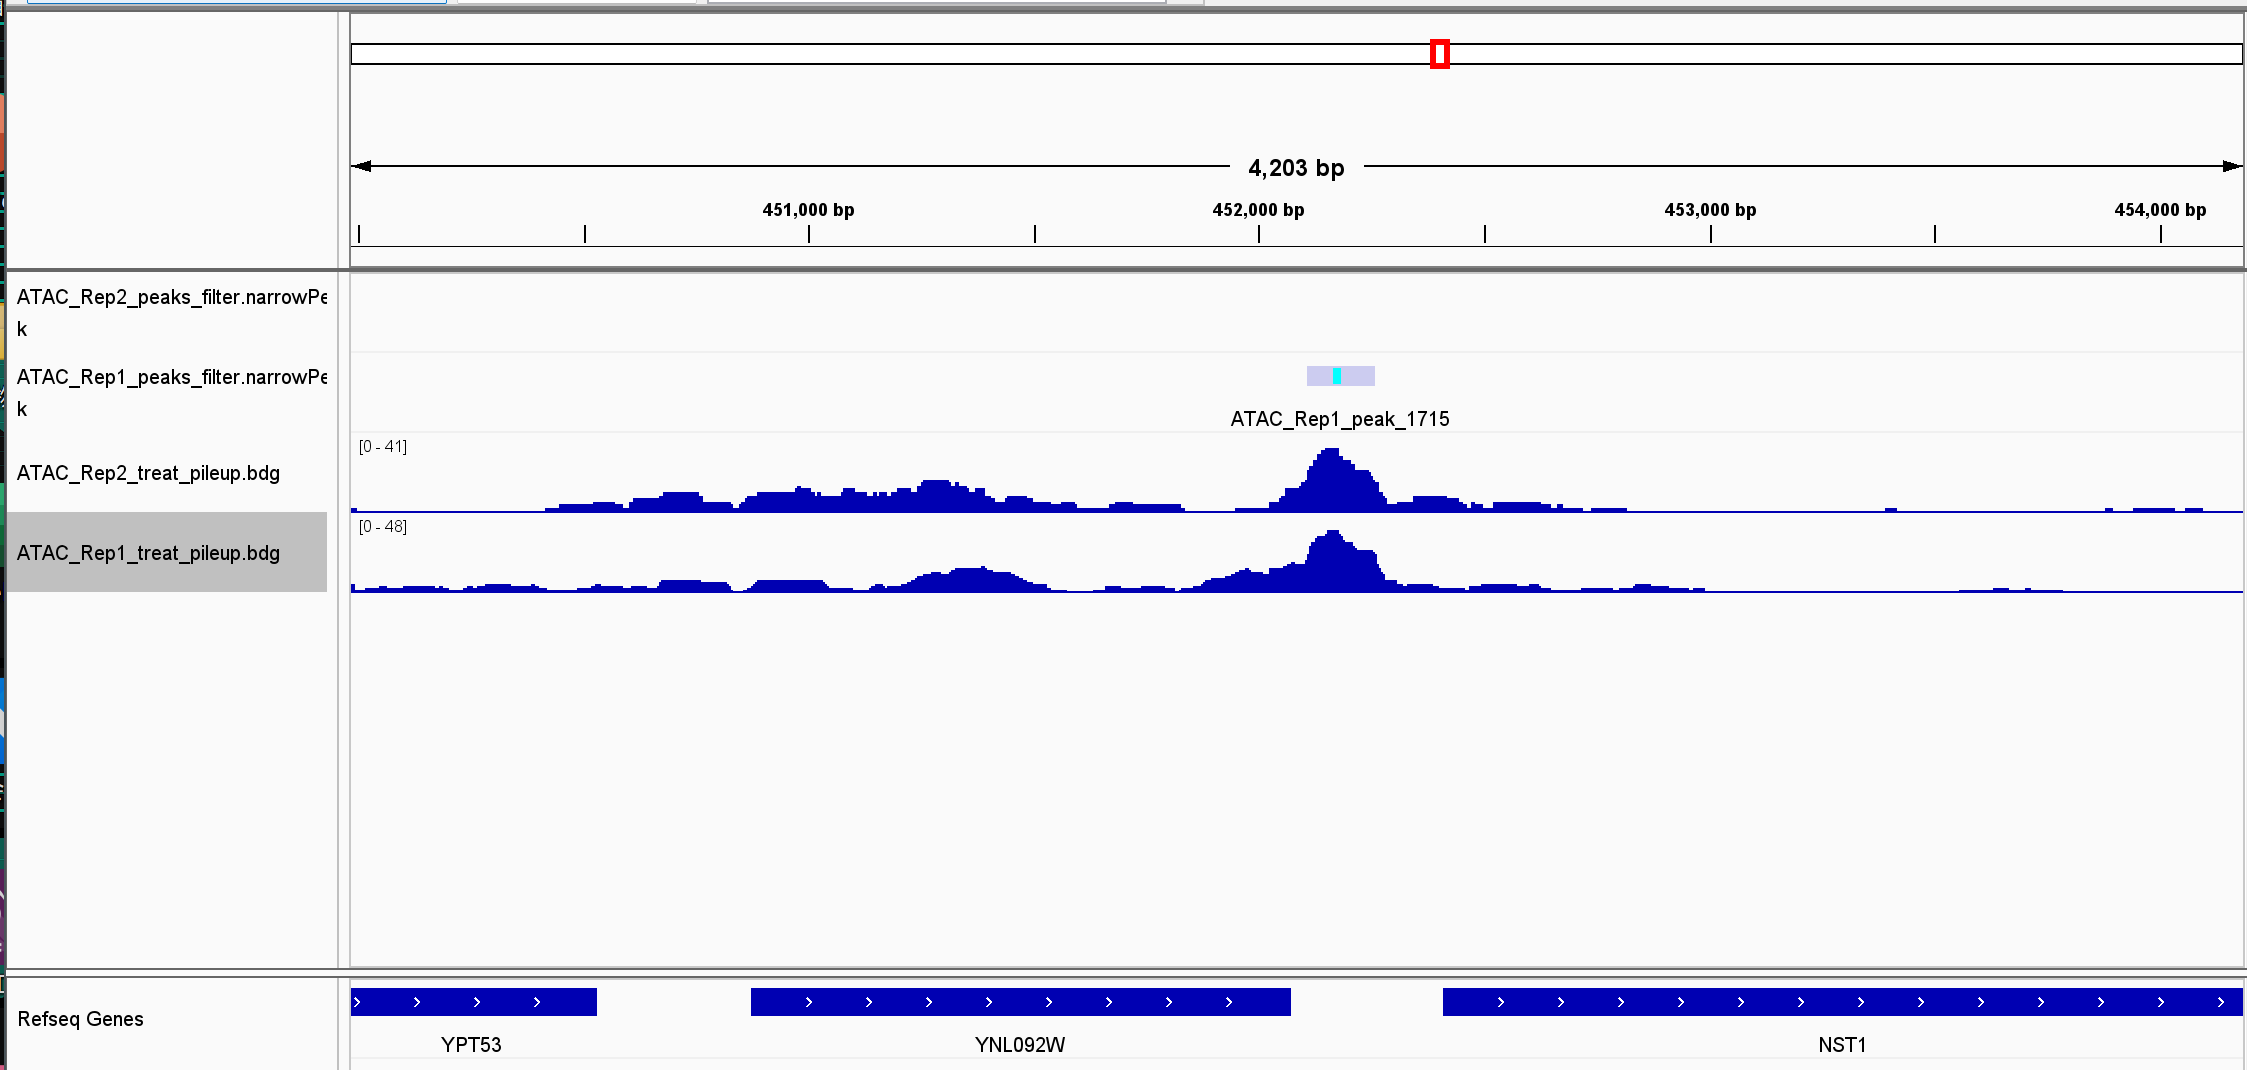 4,203 bp
451,000 bp 452,000 bp 453,000 bp 454,000 bp
ATAC_Rep2_peaks_filter.narrowPe
k
ATAC_Rep1_peaks_filter.narrowPe
k
ATAC_Rep1_peak_1715
[0 - 41]
ATAC_Rep2_treat_pileup.bdg
[0 - 48]
ATAC_Rep1_treat_pileup.bdg
Refseq Genes
YPT53 YNL092W NST1